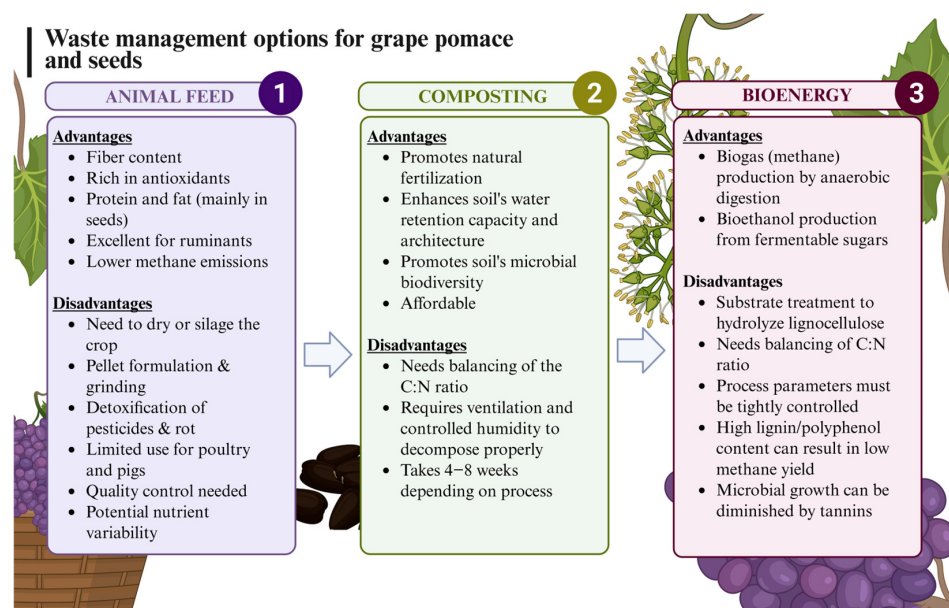 Waste management options for grape pomace
and seeds
ANIMAL FEED
1
Advantages
• Fiber content
• Rich in antioxidants
• Protein and fat (mainly in
seeds)
• Excellent for ruminants
• Lower methane emissions
Disadvantages
• Need to dry or silage the
crop
• Pellet formulation &
grinding
• Detoxification of
pesticides & rot
• Limited use for poultry
and pigs
• Quality control needed
• Potential nutrient
variability
COMPOSTING
2
Advantages
• Promotes natural
fertilization
• Enhances soil's water
retention capacity and
architecture
• Promotes soil's microbial
biodiversity
• Affordable
Disadvantages
• Needs balancing of the
C:N ratio
• Requires ventilation and
controlled humidity to
decompose properly
• Takes 4–8 weeks
depending on process
BIOENERGY
3
Advantages
• Biogas (methane)
production by anaerobic
digestion
• Bioethanol production
from fermentable sugars
Disadvantages
• Substrate treatment to
hydrolyze lignocellulose
• Needs balancing of C:N
ratio
• Process parameters must
be tightly controlled
• High lignin/polyphenol
content can result in low
methane yield
• Microbial growth can be
diminished by tannins